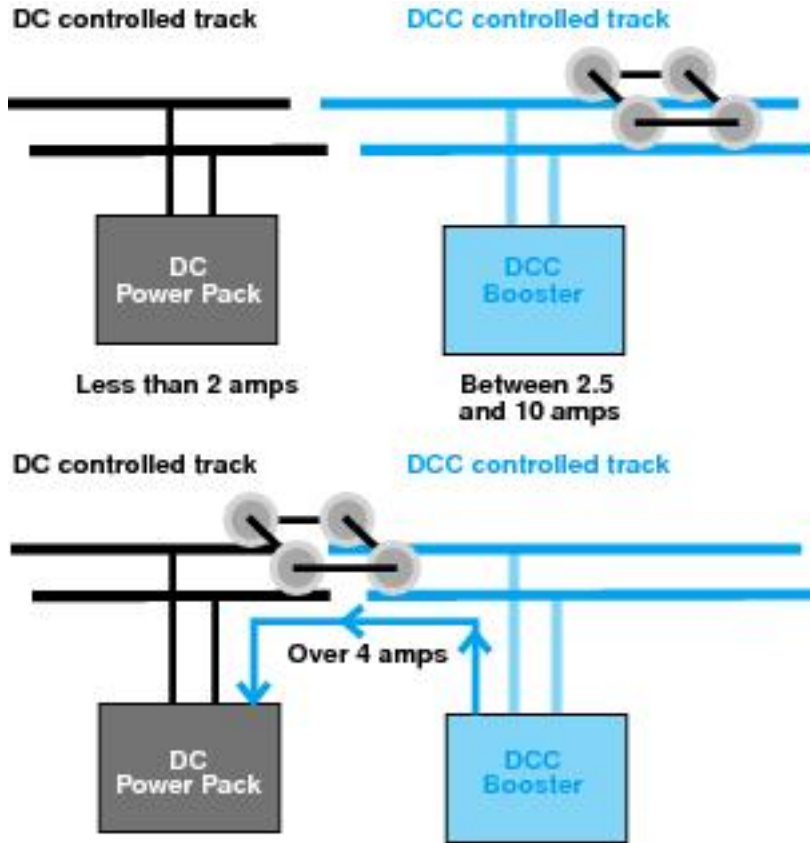 DC controlled track
DCC controlled track
DC
Power Pack
DCC
Booster
Less than 2 amps
Between 2.5
and 10 amps
DC controlled track
DCC controlled track
Over 4 amps
DC
Power Pack
DCC
Booster